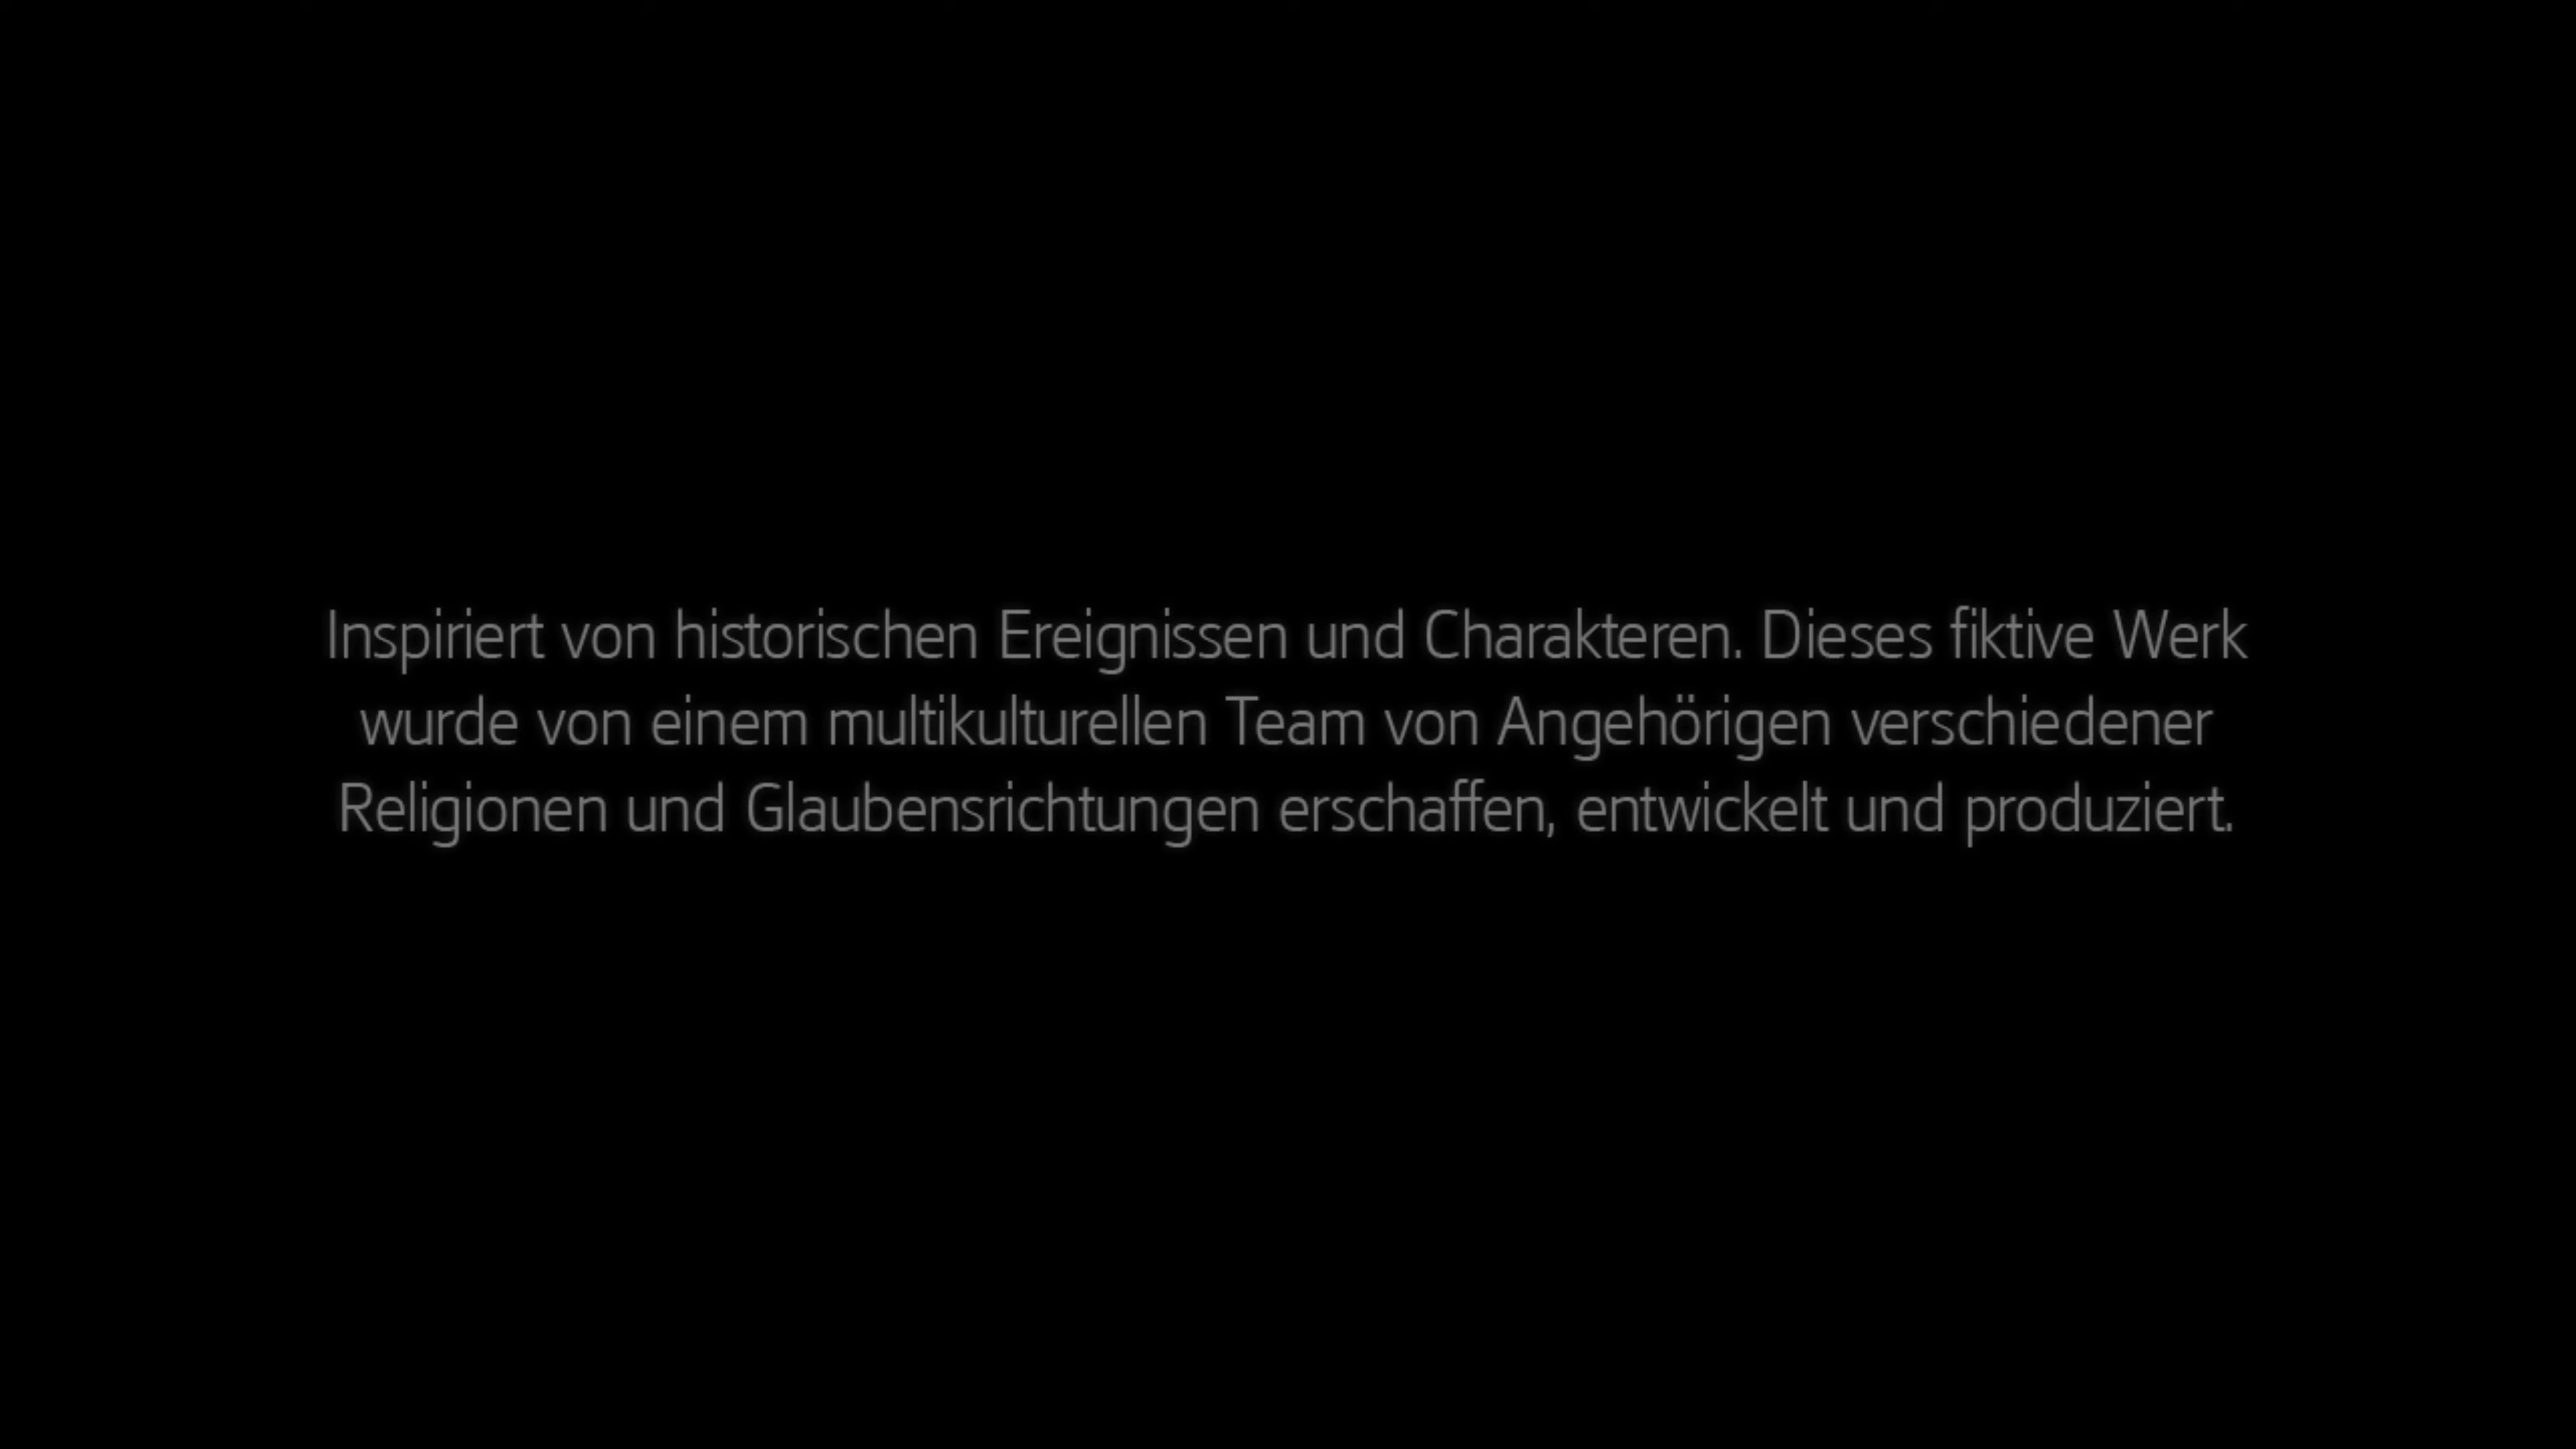 Inspiriert von historischen Ereignissen und Charakteren. Dieses fiktive Werk
wurde von einem multikulturellen Team von Angehörigen verschiedener
Religionen und Glaubensrichtungen erschaffen, entwickelt und produziert.